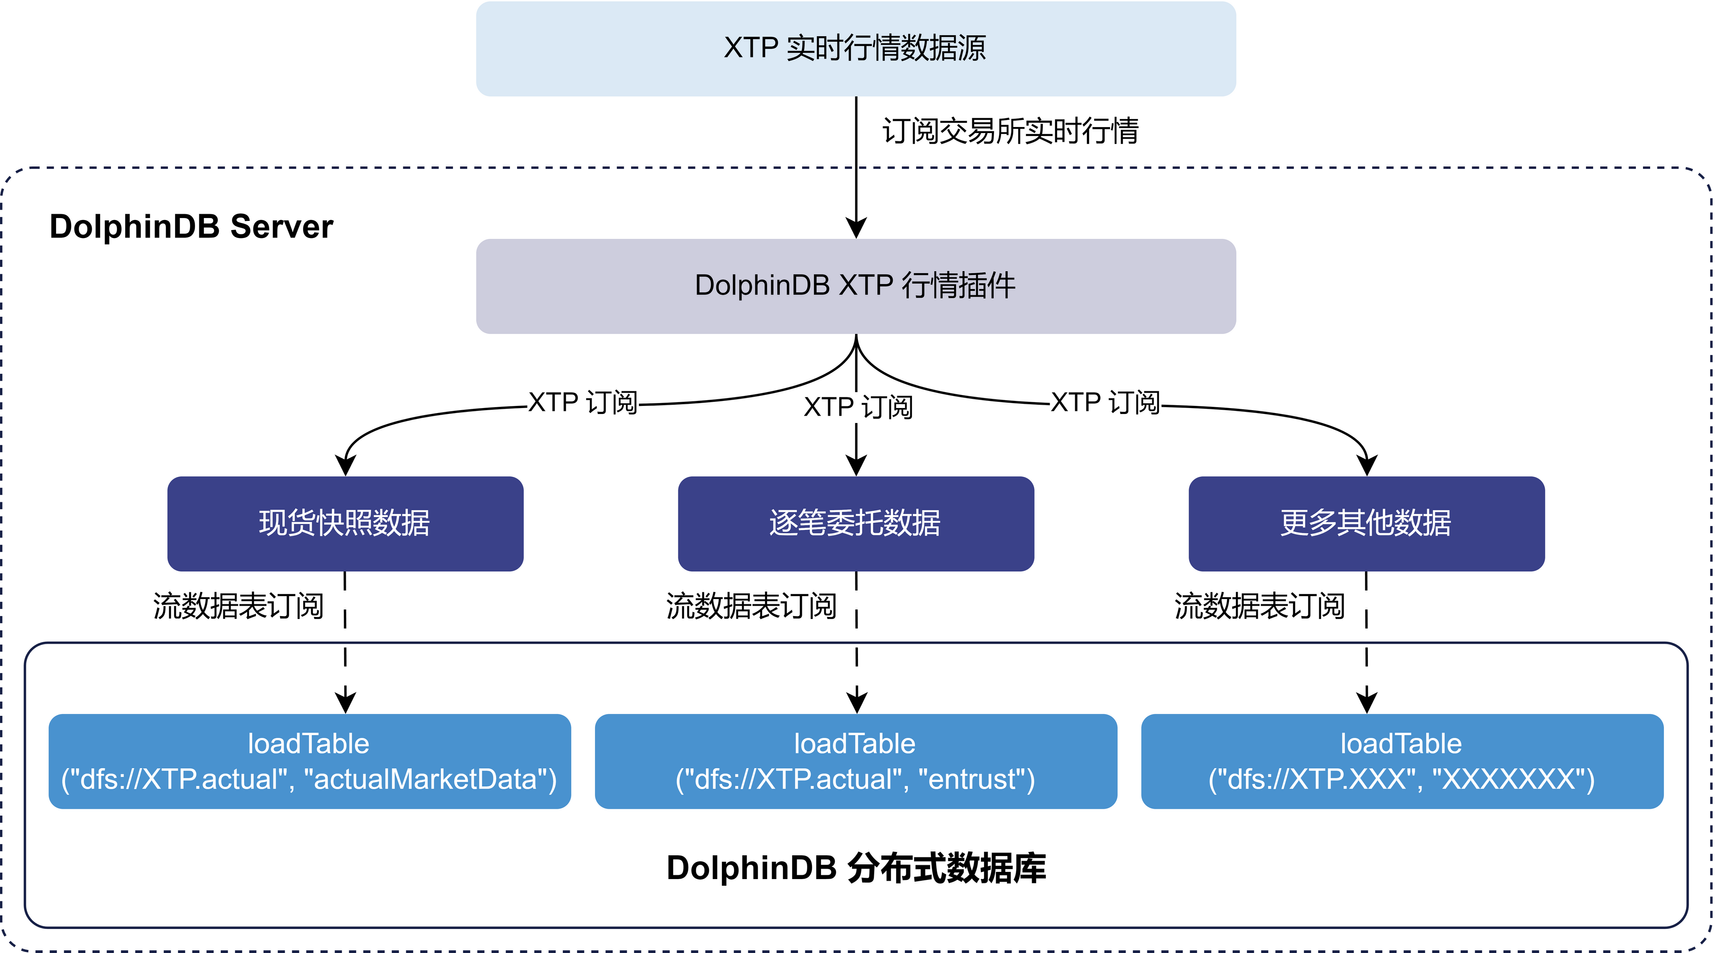 XTP 实时行情数据源
订阅交易所实时行情
DolphinDB Server
DolphinDB XTP 行情插件
XTP 订阅
XTP 订阅
XTP 订阅
现货快照数据
逐笔委托数据
更多其他数据
流数据表订阅
流数据表订阅
流数据表订阅
loadTable
("dfs://XTP.actual", "actualMarketData")
loadTable
("dfs://XTP.actual", "entrust")
loadTable
("dfs://XTP.XXX", "XXXXXXX")
DolphinDB 分布式数据库